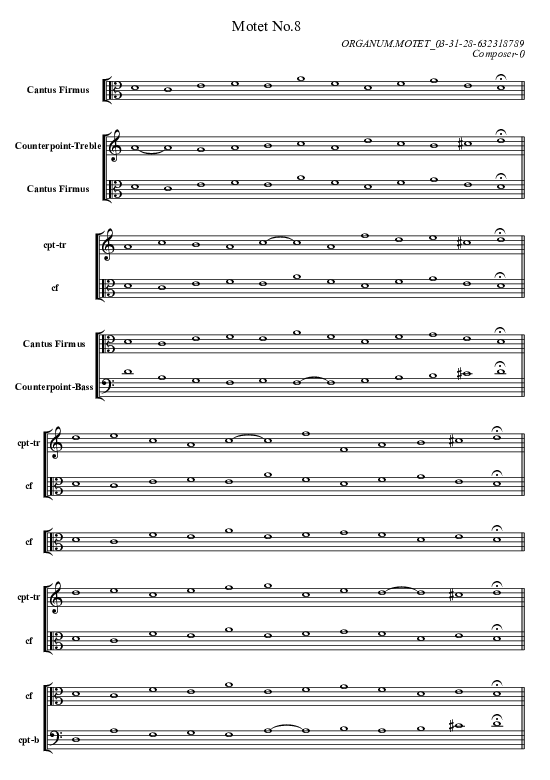 Motet No.8
ORGANUM.MOTET_03-31-28-632318789
Composer-0
Cantus Firmus
Counterpoint-Treble
Cantus Firmus
cpt-tr
cf
Cantus Firmus
Counterpoint-Bass
cpt-tr
cf
cf
cpt-tr
cf
cf
cpt-b